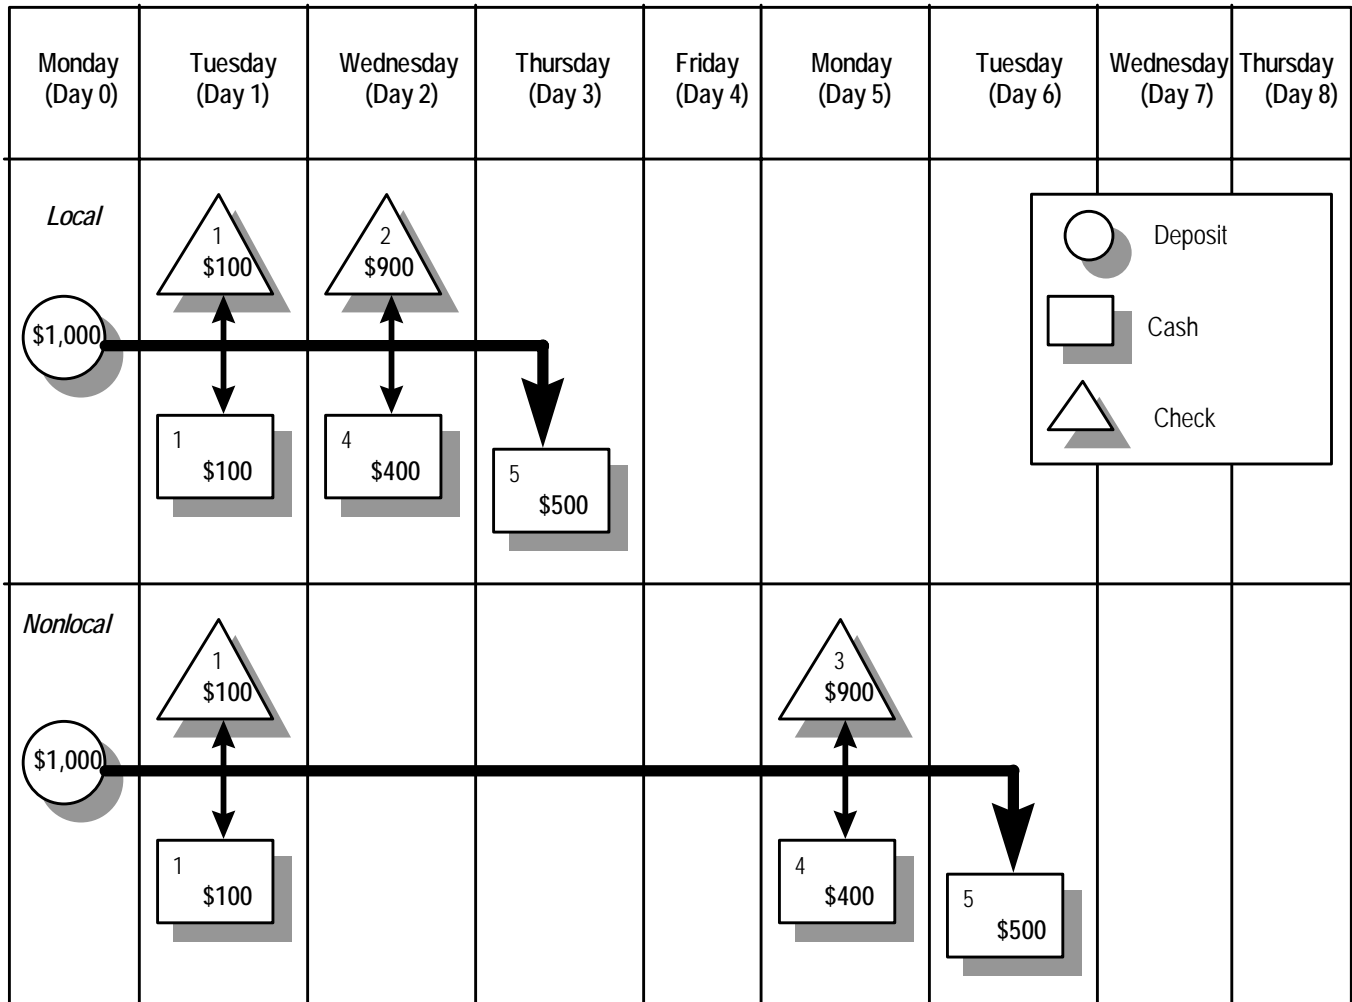 Monday
(Day 0)
Tuesday
(Day 1)
Wednesday
(Day 2)
Thursday
(Day 3)
Friday
(Day 4)
Monday
(Day 5)
Tuesday
(Day 6)
Wednesday
(Day 7)
Thursday
(Day 8)
Local
$1,000
1
$100
2
$900
1
$100
4
$400
5
$500
Deposit
Cash
Check
Nonlocal
$1,000
1
$100
3
$900
1
$100
4
$400
5
$500